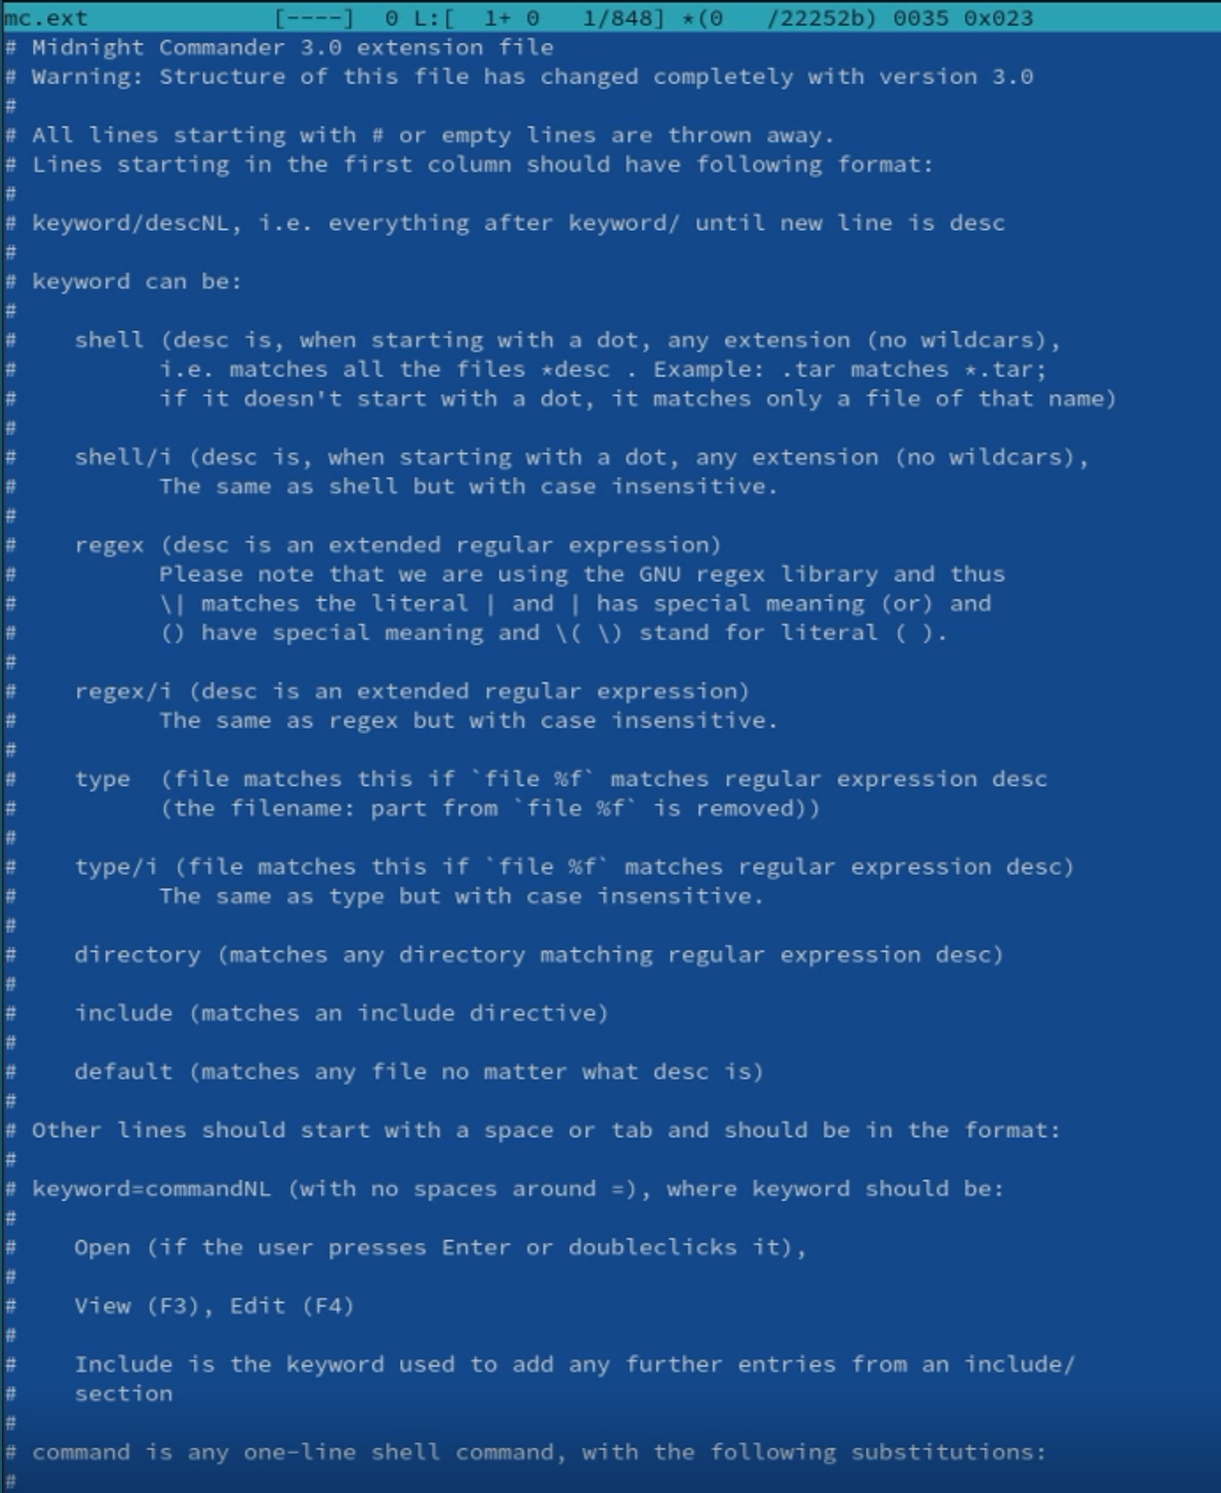 mc.ext [----] 0 L:[ 1+ 0 1/848] *(0 /22252b) 0035 0x023
# Midnight Commander 3.0 extension file
# Warning: Structure of this file has changed completely with version 3.0
#
# All lines starting with # or empty lines are thrown away.
# Lines starting in the first column should have following format:
#
# keyword/descNL, i.e. everything after keyword/ until new line is desc
#
# keyword can be:
#
#    shell (desc is, when starting with a dot, any extension (no wildcars),
#          i.e. matches all the files *desc . Example: .tar matches *.tar;
#          if it doesn't start with a dot, it matches only a file of that name)
#
#    shell/i (desc is, when starting with a dot, any extension (no wildcars),
#          The same as shell but with case insensitive.
#
#    regex (desc is an extended regular expression)
#          Please note that we are using the GNU regex library and thus
#          \| matches the literal | and | has special meaning (or) and
#          () have special meaning and \( \) stand for literal ( ).
#
#    regex/i (desc is an extended regular expression)
#          The same as regex but with case insensitive.
#
#    type  (file matches this if `file %f` matches regular expression desc
#          (the filename: part from `file %f` is removed))
#
#    type/i (file matches this if `file %f` matches regular expression desc)
#          The same as type but with case insensitive.
#
#    directory (matches any directory matching regular expression desc)
#
#    include (matches an include directive)
#
#    default (matches any file no matter what desc is)
#
# Other lines should start with a space or tab and should be in the format:
#
# keyword=commandNL (with no spaces around =), where keyword should be:
#
#    Open (if the user presses Enter or doubleclicks it),
#
#    View (F3), Edit (F4)
#
#    Include is the keyword used to add any further entries from an include/
#    section
#
# command is any one-line shell command, with the following substitutions:
#